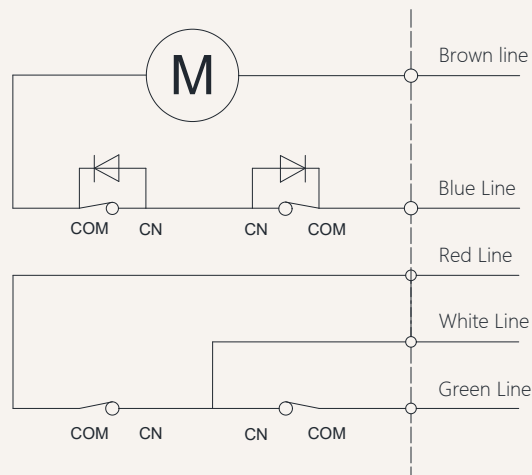 Brown line
M
Blue Line
COM CN CN COM
Red Line
White Line
Green Line
COM CN CN COM